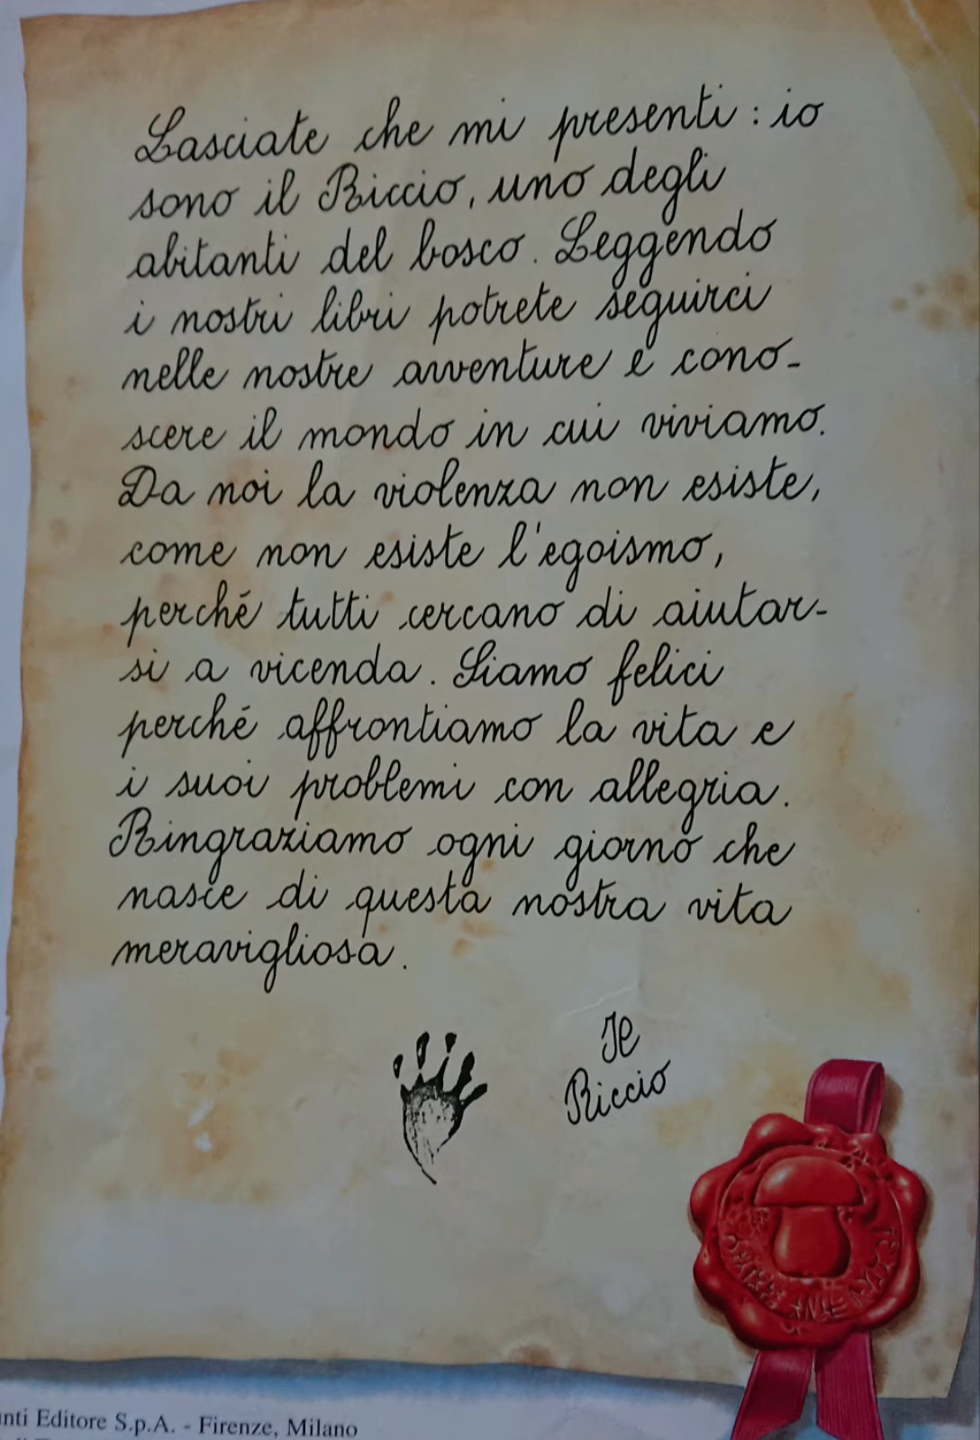 Lasciate che mi presenti: io
sono il Riccio, uno degli
abitanti del bosco. Leggendo
i nostri libri potrete seguirci
nelle nostre avventure e cono-
scere il mondo in cui viviamo.
Da noi la violenza non esiste,
come non esiste l'egoismo,
perché tutti cercano di aiutar-
si a vicenda. Siamo felici
perché affrontiamo la vita e
i suoi problemi con allegria.
Ringraziamo ogni giorno che
nasce di questa nostra vita
meravigliosa.
Il
Riccio
Editore S.p.A. - Firenze, Milano